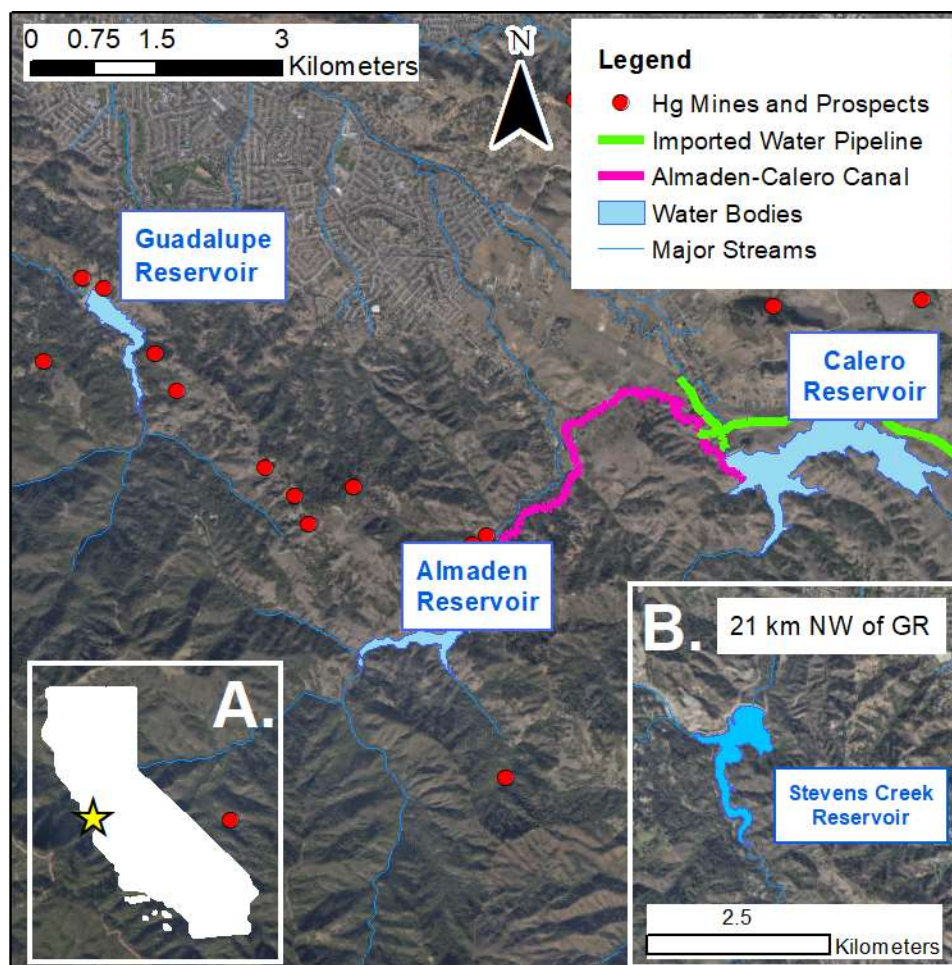 0 0.75 1.5 3
Kilometers
N
Legend
Hg Mines and Prospects
Imported Water Pipeline
Almaden-Calero Canal
Water Bodies
Major Streams
Guadalupe
Reservoir
Calero
Reservoir
Almaden
Reservoir
A.
B.
21 km NW of GR
Stevens Creek
Reservoir
2.5
Kilometers